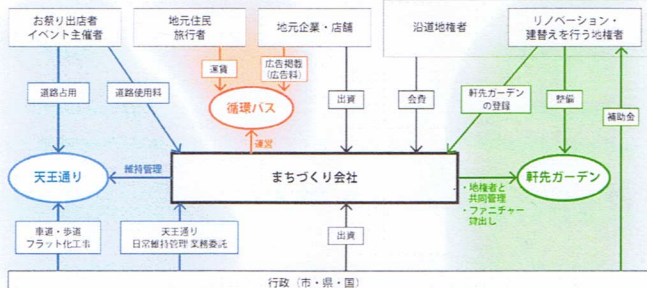 お祭り出店者
イベント主催者
地元住民
旅行者
地元企業・店舗
沿道地権者
リノベーション・
建替えを行う地権者
道路占用
道路使用料
運賃
広告掲載
(広告料)
出資
会費
軒先ガーデン
の登録
整備
補助会
循環バス
運営
天王通り
維持管理
まちづくり会社
・地権者と
共同管理
・ファニチャー
貸出し
軒先ガーデン
車道・歩道
フラット化工事
天王通り
日常維持管理業務委託
出資
行政(市・県・国)